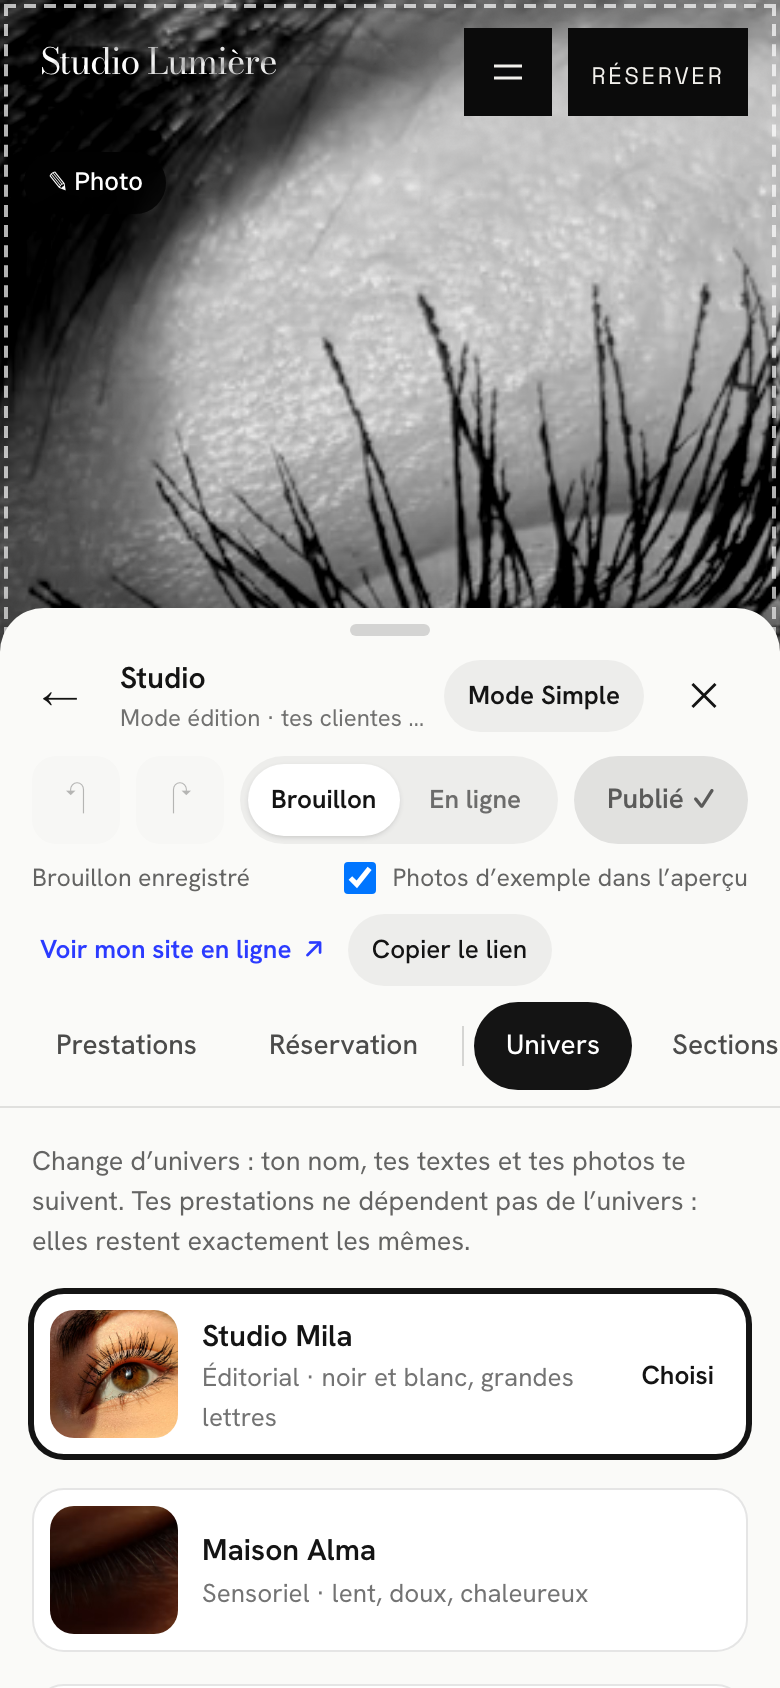 Studio Lumière
RÉSERVER
✎ Photo
Studio
Mode édition · tes clientes ...
Mode Simple
Brouillon
En ligne
Publié ✓
Brouillon enregistré
Photos d’exemple dans l’aperçu
Voir mon site en ligne ↗
Copier le lien
Prestations
Réservation
Univers
Sections
Change d’univers : ton nom, tes textes et tes photos te
suivent. Tes prestations ne dépendent pas de l’univers :
elles restent exactement les mêmes.
Studio Mila
Éditorial · noir et blanc, grandes
lettres
Choisi
Maison Alma
Sensoriel · lent, doux, chaleureux